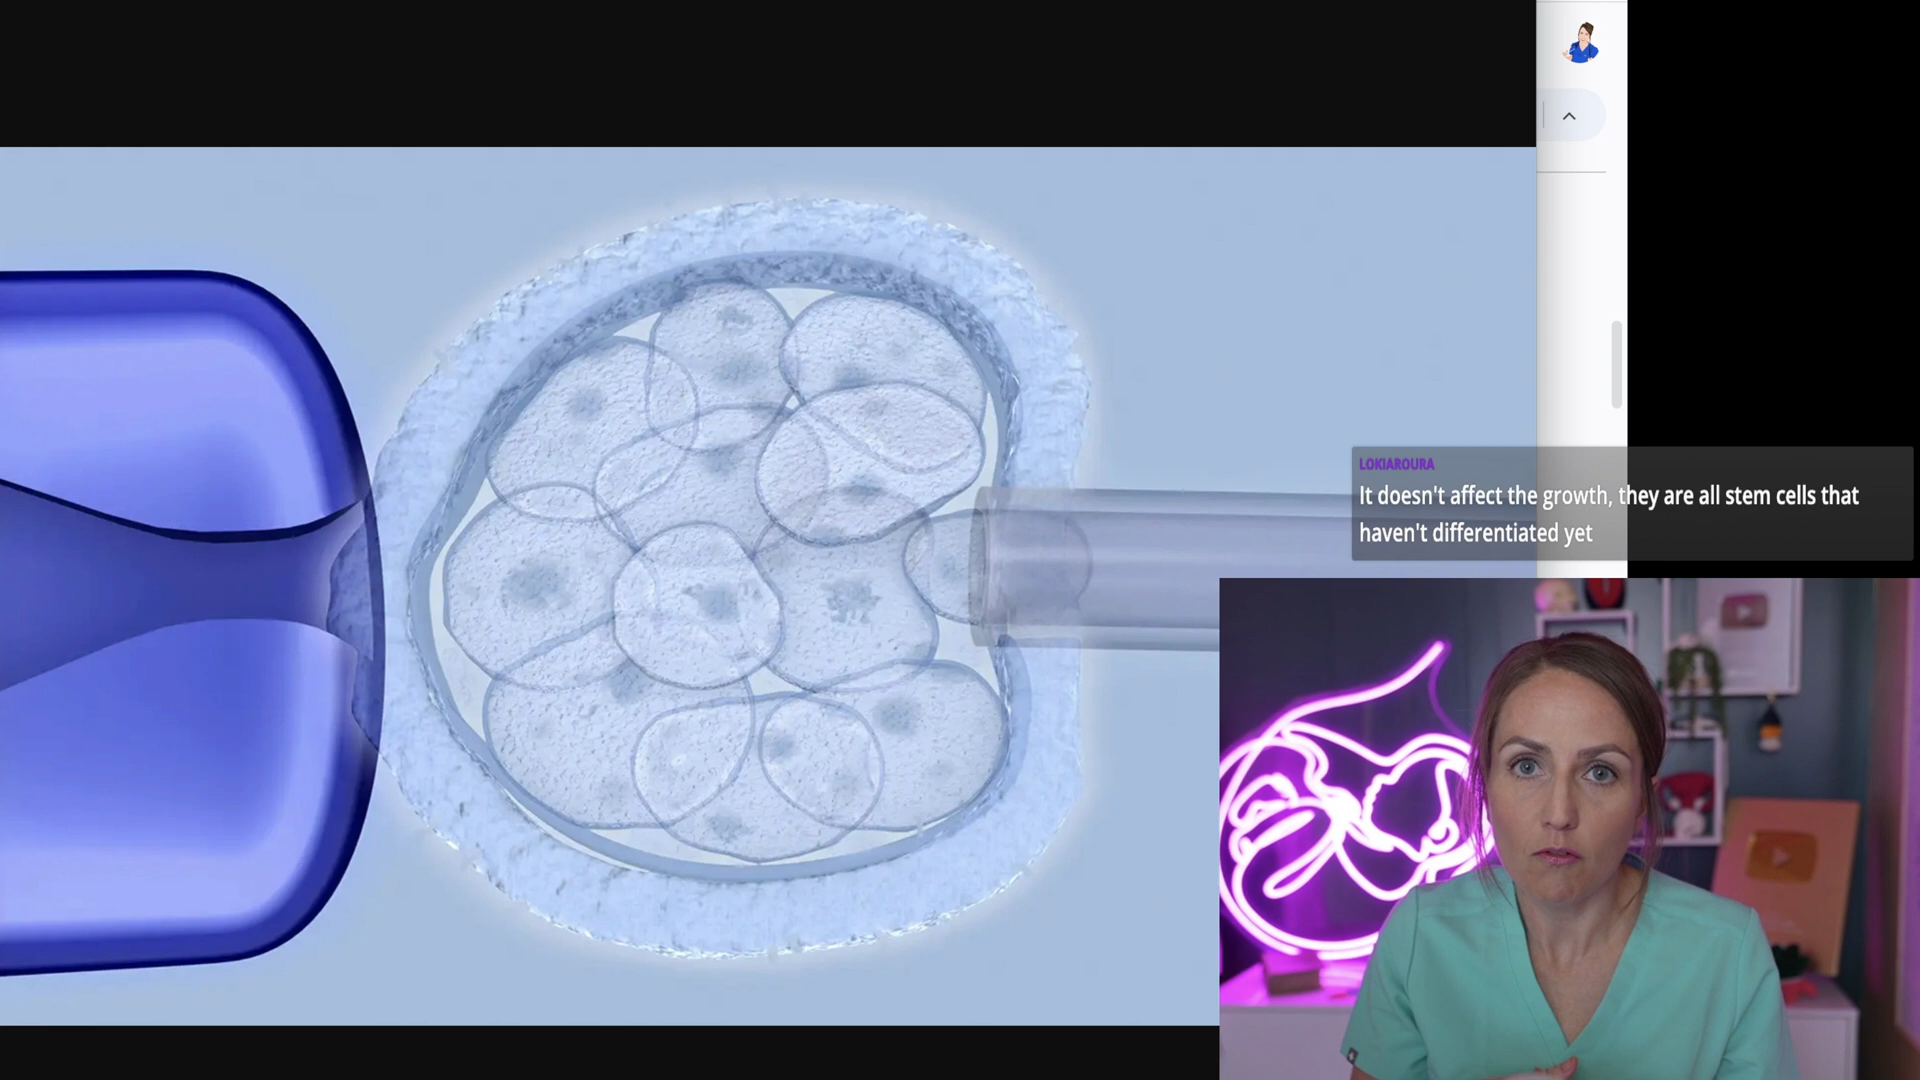 LOKIAROURA
It doesn't affect the growth, they are all stem cells that
haven't differentiated yet